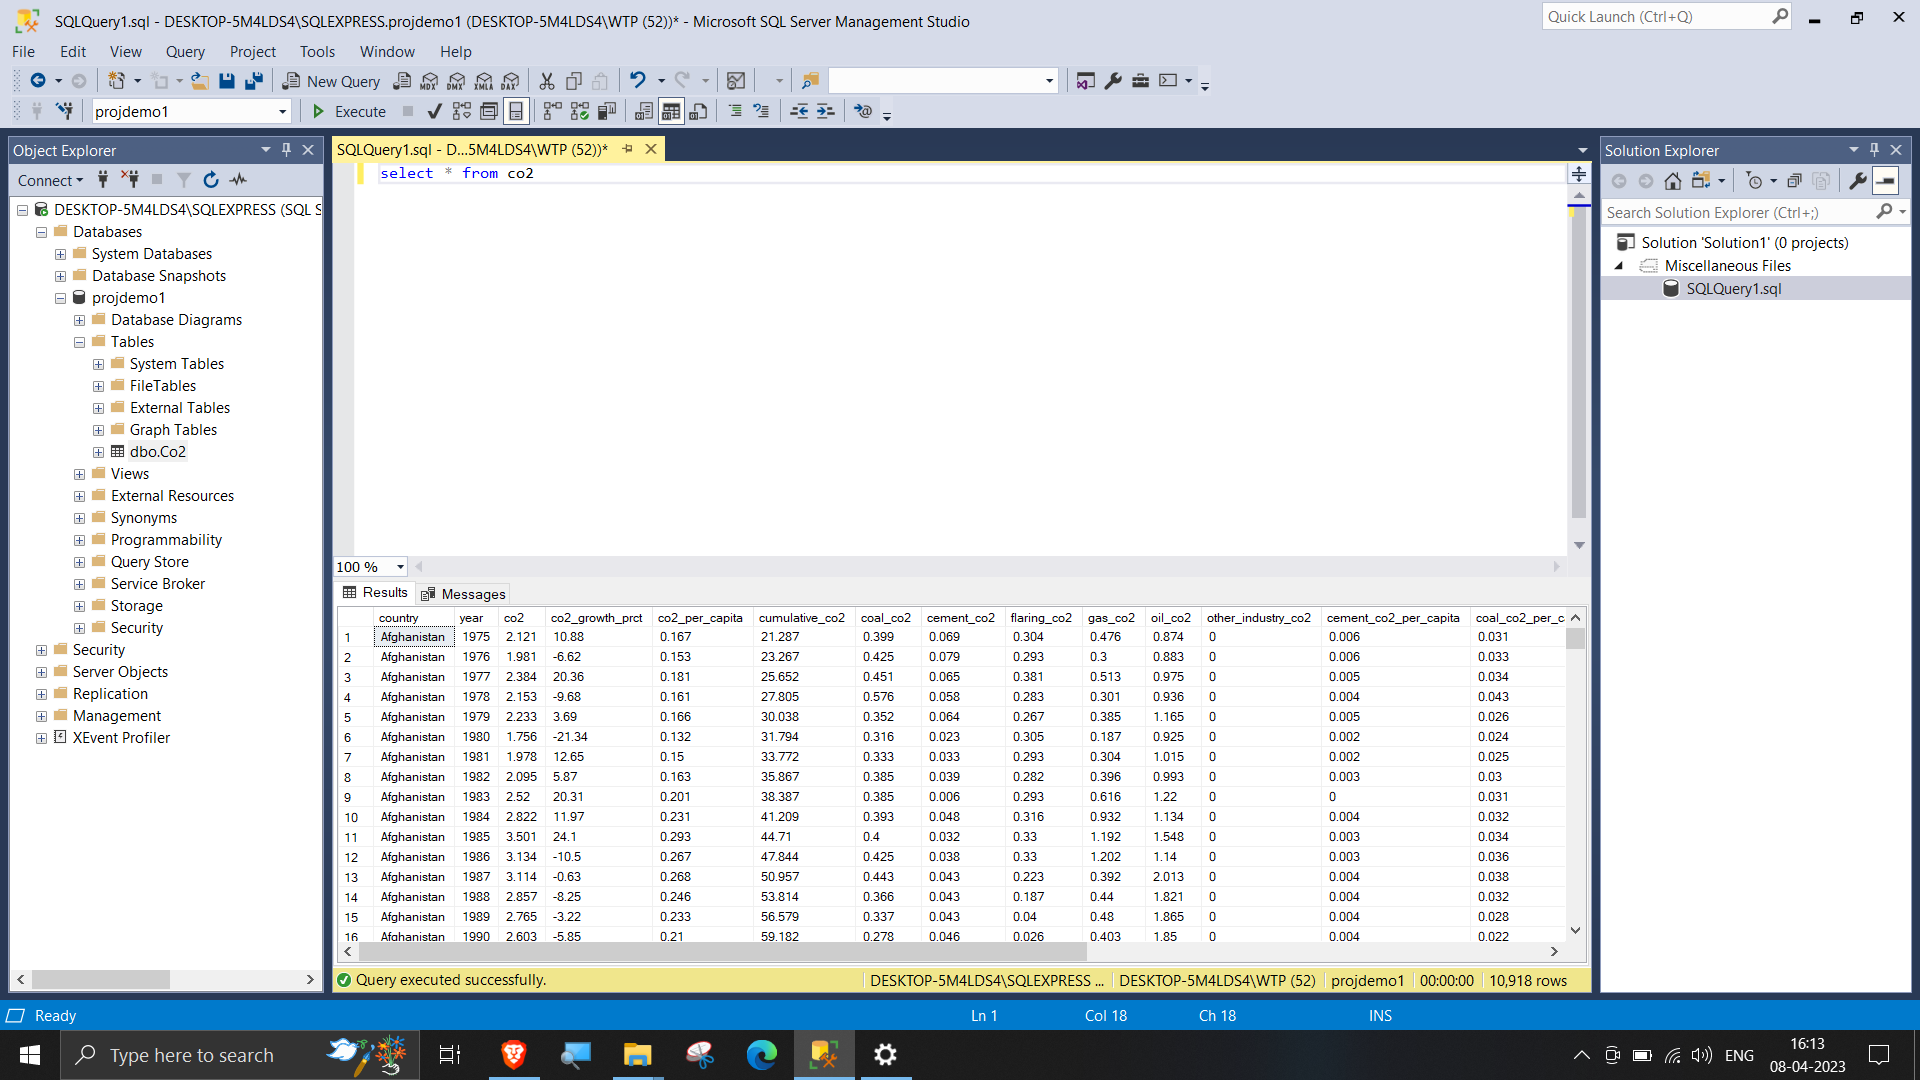 SQLQuery1.sql - DESKTOP-5M4LDS4\SQLEXPRESS.projdemo1 (DESKTOP-5M4LDS4\WTP (52))* - Microsoft SQL Server Management Studio
Quick Launch (Ctrl+Q)
File Edit View Query Project Tools Window Help
New Query MDX DMX XMLA DAX
projdemo1 Execute
Object Explorer
Connect
DESKTOP-5M4LDS4\SQLEXPRESS (SQL S
Databases
System Databases
Database Snapshots
projdemo1
Database Diagrams
Tables
System Tables
FileTables
External Tables
Graph Tables
dbo.Co2
Views
External Resources
Synonyms
Programmability
Query Store
Service Broker
Storage
Security
Security
Server Objects
Replication
Management
XEvent Profiler
SQLQuery1.sql - D...5M4LDS4\WTP (52))*
select * from co2
100 %
Results Messages
country year co2 co2_growth_prct co2_per_capita cumulative_co2 coal_co2 cement_co2 flaring_co2 gas_co2 oil_co2 other_industry_co2 cement_co2_per_capita coal_co2_per_c
1 Afghanistan 1975 2.121 10.88 0.167 21.287 0.399 0.069 0.304 0.476 0.874 0 0.006 0.031
2 Afghanistan 1976 1.981 -6.62 0.153 23.267 0.425 0.079 0.293 0.3 0.883 0 0.006 0.033
3 Afghanistan 1977 2.384 20.36 0.181 25.652 0.451 0.065 0.381 0.513 0.975 0 0.005 0.034
4 Afghanistan 1978 2.153 -9.68 0.161 27.805 0.576 0.058 0.283 0.301 0.936 0 0.004 0.043
5 Afghanistan 1979 2.233 3.69 0.166 30.038 0.352 0.064 0.267 0.385 1.165 0 0.005 0.026
6 Afghanistan 1980 1.756 -21.34 0.132 31.794 0.316 0.023 0.305 0.187 0.925 0 0.002 0.024
7 Afghanistan 1981 1.978 12.65 0.15 33.772 0.333 0.033 0.293 0.304 1.015 0 0.002 0.025
8 Afghanistan 1982 2.095 5.87 0.163 35.867 0.385 0.039 0.282 0.396 0.993 0 0.003 0.03
9 Afghanistan 1983 2.52 20.31 0.201 38.387 0.385 0.006 0.293 0.616 1.22 0 0 0.031
10 Afghanistan 1984 2.822 11.97 0.231 41.209 0.393 0.048 0.316 0.932 1.134 0 0.004 0.032
11 Afghanistan 1985 3.501 24.1 0.293 44.71 0.4 0.032 0.33 1.192 1.548 0 0.003 0.034
12 Afghanistan 1986 3.134 -10.5 0.267 47.844 0.425 0.038 0.33 1.202 1.14 0 0.003 0.036
13 Afghanistan 1987 3.114 -0.63 0.268 50.957 0.443 0.043 0.223 0.392 2.013 0 0.004 0.038
14 Afghanistan 1988 2.857 -8.25 0.246 53.814 0.366 0.043 0.187 0.44 1.821 0 0.004 0.032
15 Afghanistan 1989 2.765 -3.22 0.233 56.579 0.337 0.043 0.04 0.48 1.865 0 0.004 0.028
16 Afghanistan 1990 2.603 -5.85 0.21 59.182 0.278 0.046 0.026 0.403 1.85 0 0.004 0.022
Query executed successfully. DESKTOP-5M4LDS4\SQLEXPRESS ... DESKTOP-5M4LDS4\WTP (52) projdemo1 00:00:00 10,918 rows
Solution Explorer
Search Solution Explorer (Ctrl+;)
Solution 'Solution1' (0 projects)
Miscellaneous Files
SQLQuery1.sql
Ready Ln 1 Col 18 Ch 18 INS
Type here to search
ENG
16:13
08-04-2023